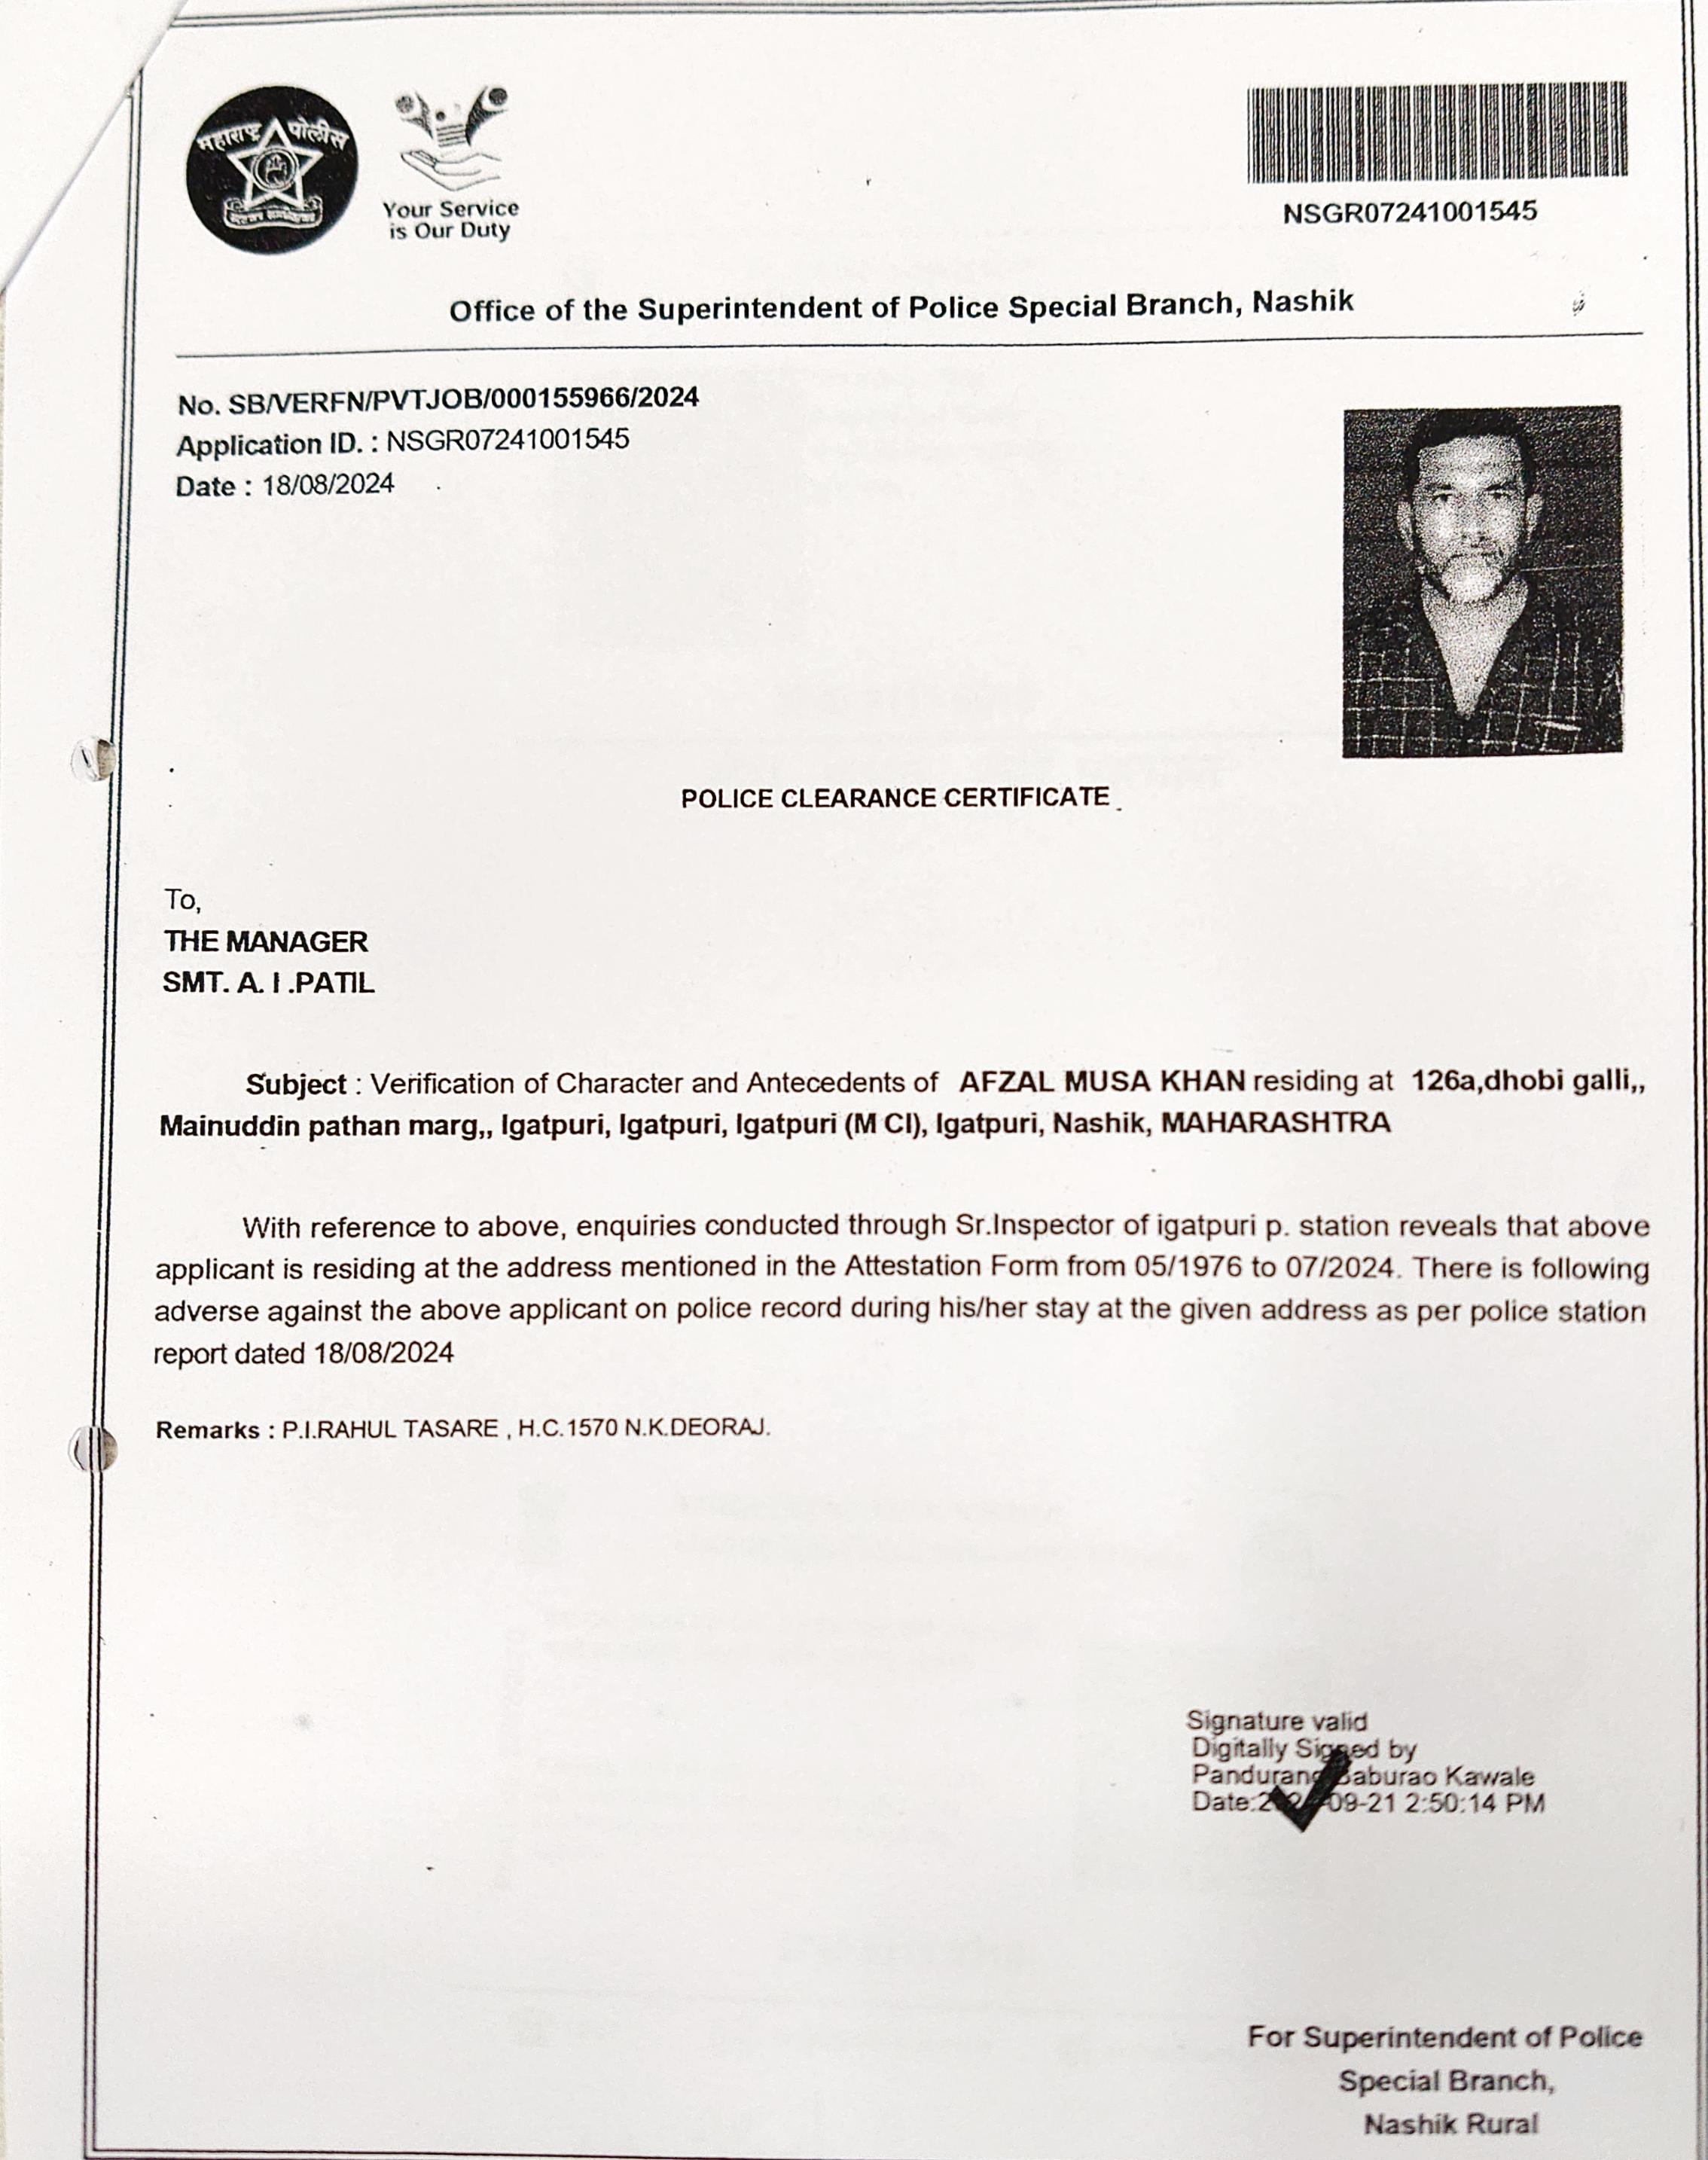 महाराष्ट्र पोलीस
Your Service
is Our Duty
NSGR07241001545
Office of the Superintendent of Police Special Branch, Nashik
No. SB/VERFN/PVTJOB/000155966/2024
Application ID. : NSGR07241001545
Date : 18/08/2024
POLICE CLEARANCE CERTIFICATE
To,
THE MANAGER
SMT. A. I .PATIL
Subject : Verification of Character and Antecedents of AFZAL MUSA KHAN residing at 126a,dhobi galli,,
Mainuddin pathan marg,, Igatpuri, Igatpuri, Igatpuri (M Cl), Igatpuri, Nashik, MAHARASHTRA
With reference to above, enquiries conducted through Sr.Inspector of igatpuri p. station reveals that above
applicant is residing at the address mentioned in the Attestation Form from 05/1976 to 07/2024. There is following
adverse against the above applicant on police record during his/her stay at the given address as per police station
report dated 18/08/2024
Remarks : P.I.RAHUL TASARE , H.C.1570 N.K.DEORAJ.
Signature valid
Digitally Signed by
Pandurang Baburao Kawale
Date: 09-21 2:50:14 PM
For Superintendent of Police
Special Branch,
Nashik Rural